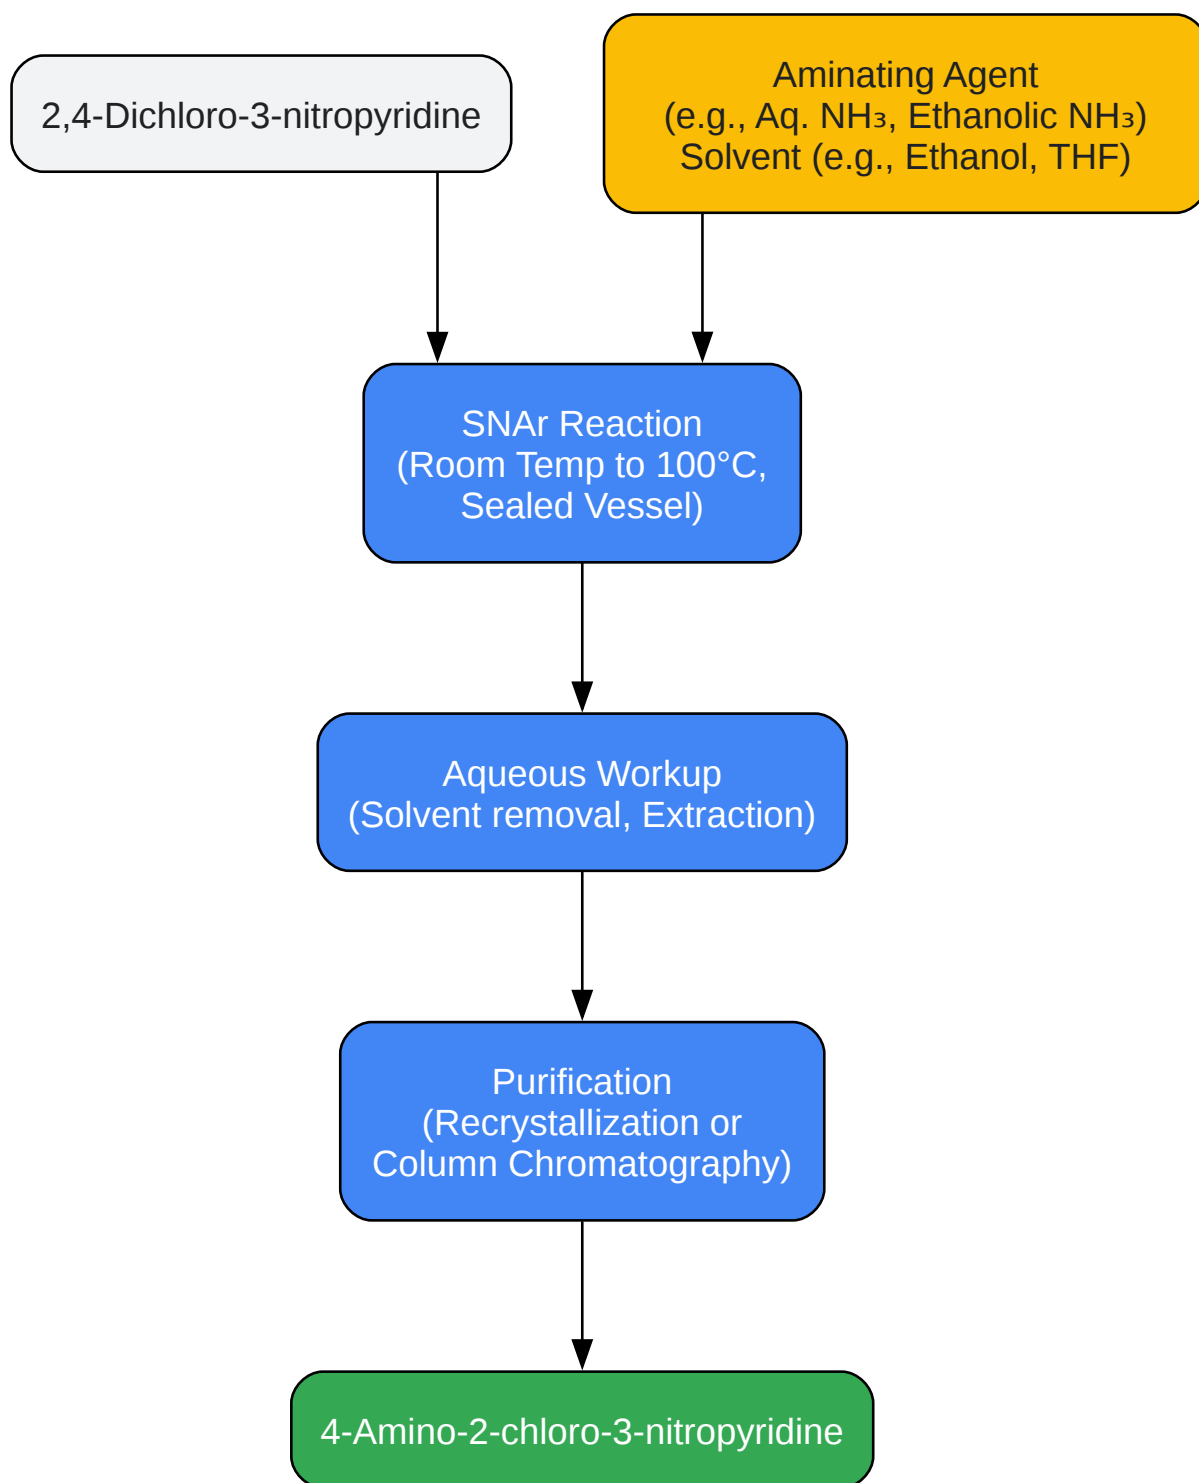 2,4-Dichloro-3-nitropyridine
Aminating Agent
(e.g., Aq. NH₃, Ethanolic NH₃)
Solvent (e.g., Ethanol, THF)
SNAr Reaction
(Room Temp to 100°C,
Sealed Vessel)
Aqueous Workup
(Solvent removal, Extraction)
Purification
(Recrystallization or
Column Chromatography)
4-Amino-2-chloro-3-nitropyridine